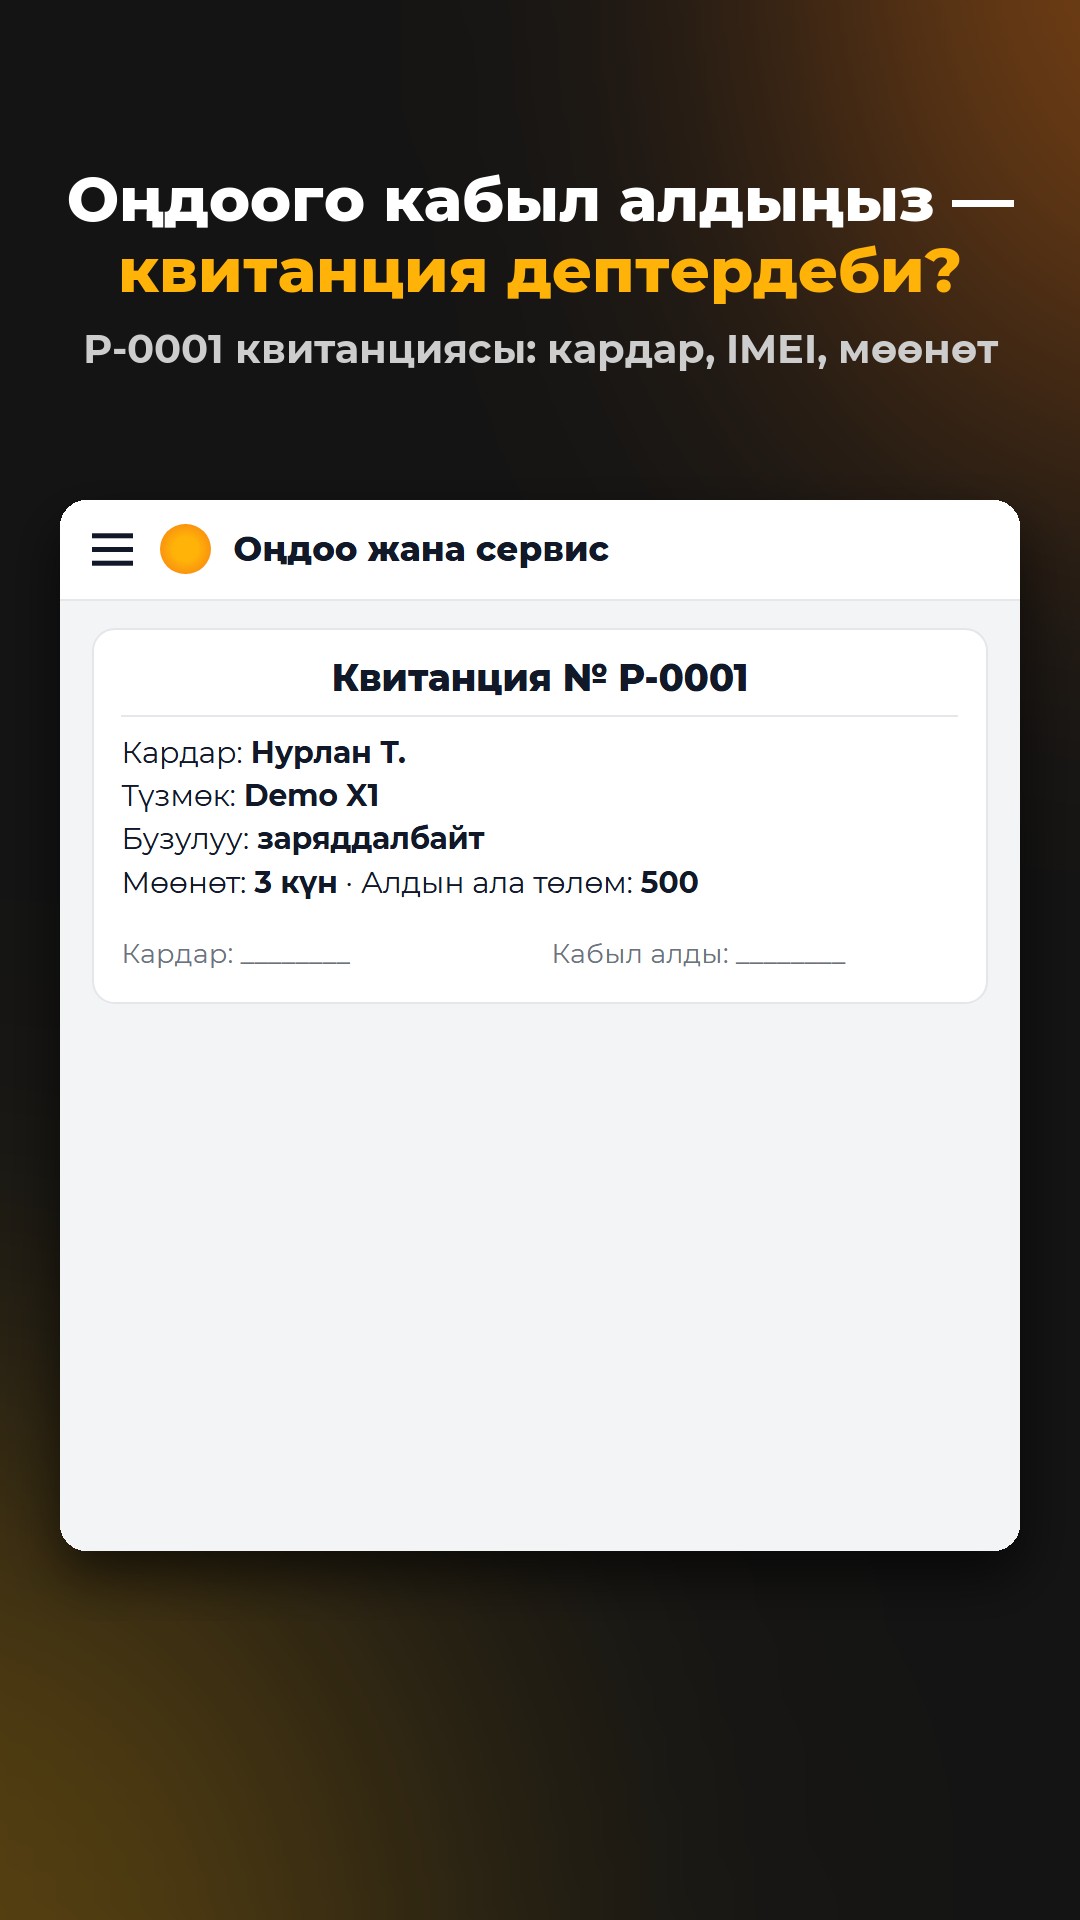 Оңдоого кабыл алдыңыз —
квитанция дептердеби?
P-0001 квитанциясы: кардар, IMEI, мөөнөт
Оңдоо жана сервис
Квитанция № P-0001
Кардар: Нурлан Т.
Түзмөк: Demo X1
Бузулуу: заряддалбайт
Мөөнөт: 3 күн · Алдын ала төлөм: 500
Кардар: ________ Кабыл алды: ________